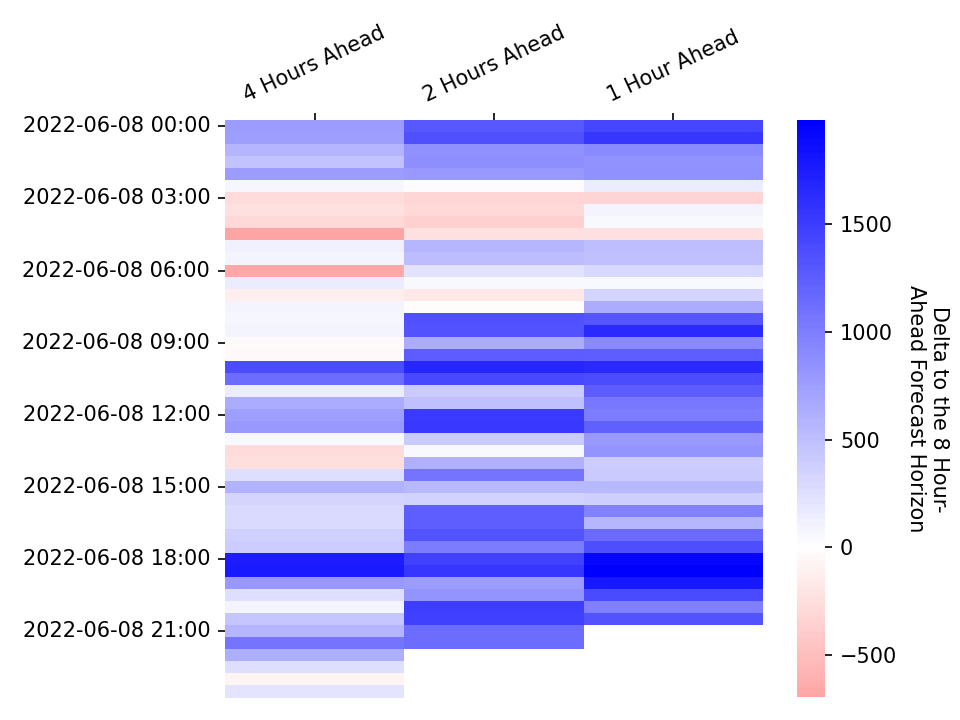 4 Hours Ahead
2 Hours Ahead
1 Hour Ahead
2022-06-08 00:00
2022-06-08 03:00
2022-06-08 06:00
2022-06-08 09:00
2022-06-08 12:00
2022-06-08 15:00
2022-06-08 18:00
2022-06-08 21:00
1500
1000
500
0
−500
Delta to the 8 Hour-
Ahead Forecast Horizon